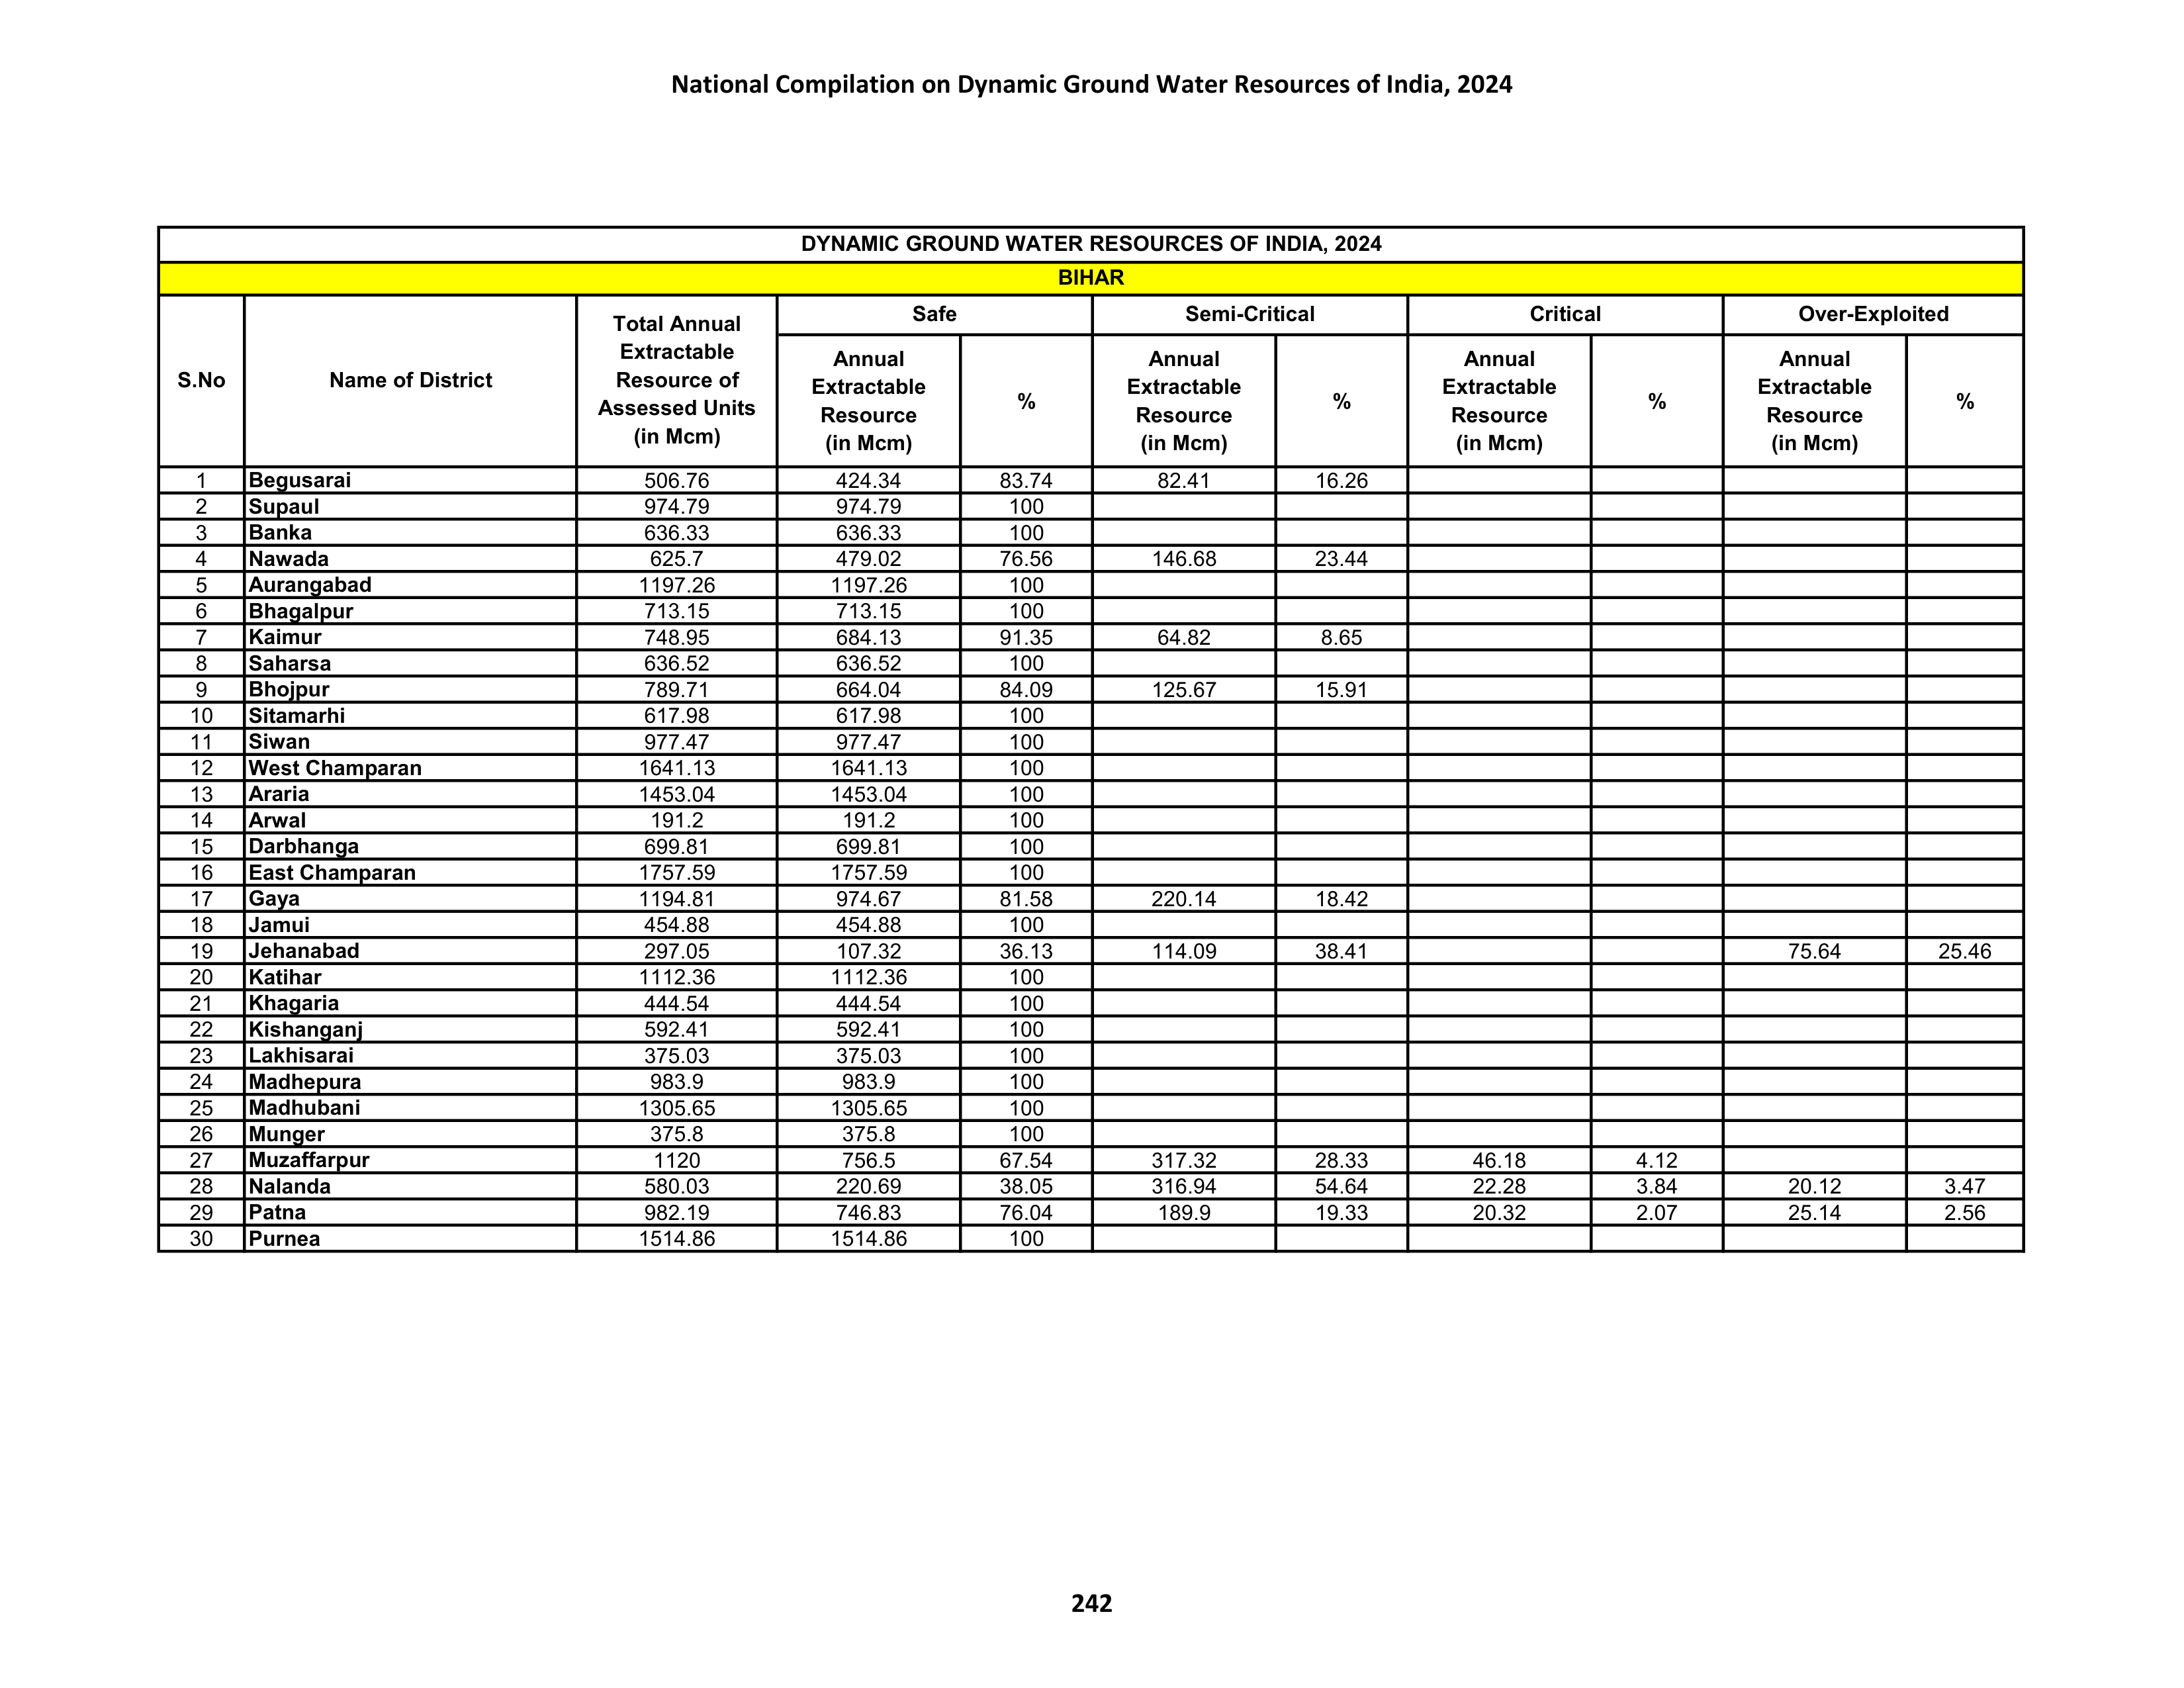 National Compilation on Dynamic Ground Water Resources of India, 2024
DYNAMIC GROUND WATER RESOURCES OF INDIA, 2024
BIHAR
S.No Name of District Total Annual Extractable Resource of Assessed Units (in Mcm) Safe Semi-Critical Critical Over-Exploited
Annual Extractable Resource (in Mcm) % Annual Extractable Resource (in Mcm) % Annual Extractable Resource (in Mcm) % Annual Extractable Resource (in Mcm) %
1 Begusarai 506.76 424.34 83.74 82.41 16.26
2 Supaul 974.79 974.79 100
3 Banka 636.33 636.33 100
4 Nawada 625.7 479.02 76.56 146.68 23.44
5 Aurangabad 1197.26 1197.26 100
6 Bhagalpur 713.15 713.15 100
7 Kaimur 748.95 684.13 91.35 64.82 8.65
8 Saharsa 636.52 636.52 100
9 Bhojpur 789.71 664.04 84.09 125.67 15.91
10 Sitamarhi 617.98 617.98 100
11 Siwan 977.47 977.47 100
12 West Champaran 1641.13 1641.13 100
13 Araria 1453.04 1453.04 100
14 Arwal 191.2 191.2 100
15 Darbhanga 699.81 699.81 100
16 East Champaran 1757.59 1757.59 100
17 Gaya 1194.81 974.67 81.58 220.14 18.42
18 Jamui 454.88 454.88 100
19 Jehanabad 297.05 107.32 36.13 114.09 38.41 75.64 25.46
20 Katihar 1112.36 1112.36 100
21 Khagaria 444.54 444.54 100
22 Kishanganj 592.41 592.41 100
23 Lakhisarai 375.03 375.03 100
24 Madhepura 983.9 983.9 100
25 Madhubani 1305.65 1305.65 100
26 Munger 375.8 375.8 100
27 Muzaffarpur 1120 756.5 67.54 317.32 28.33 46.18 4.12
28 Nalanda 580.03 220.69 38.05 316.94 54.64 22.28 3.84 20.12 3.47
29 Patna 982.19 746.83 76.04 189.9 19.33 20.32 2.07 25.14 2.56
30 Purnea 1514.86 1514.86 100
242